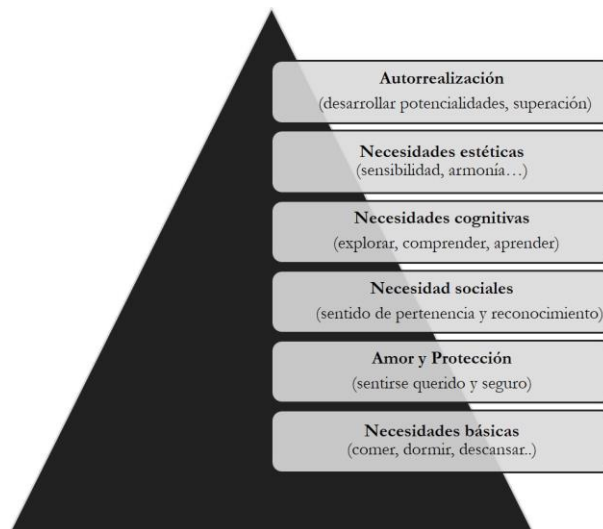 Autorrealización
(desarrollar potencialidades, superación)
Necesidades estéticas
(sensibilidad, armonía…)
Necesidades cognitivas
(explorar, comprender, aprender)
Necesidad sociales
(sentido de pertenencia y reconocimiento)
Amor y Protección
(sentirse querido y seguro)
Necesidades básicas
(comer, dormir, descansar..)